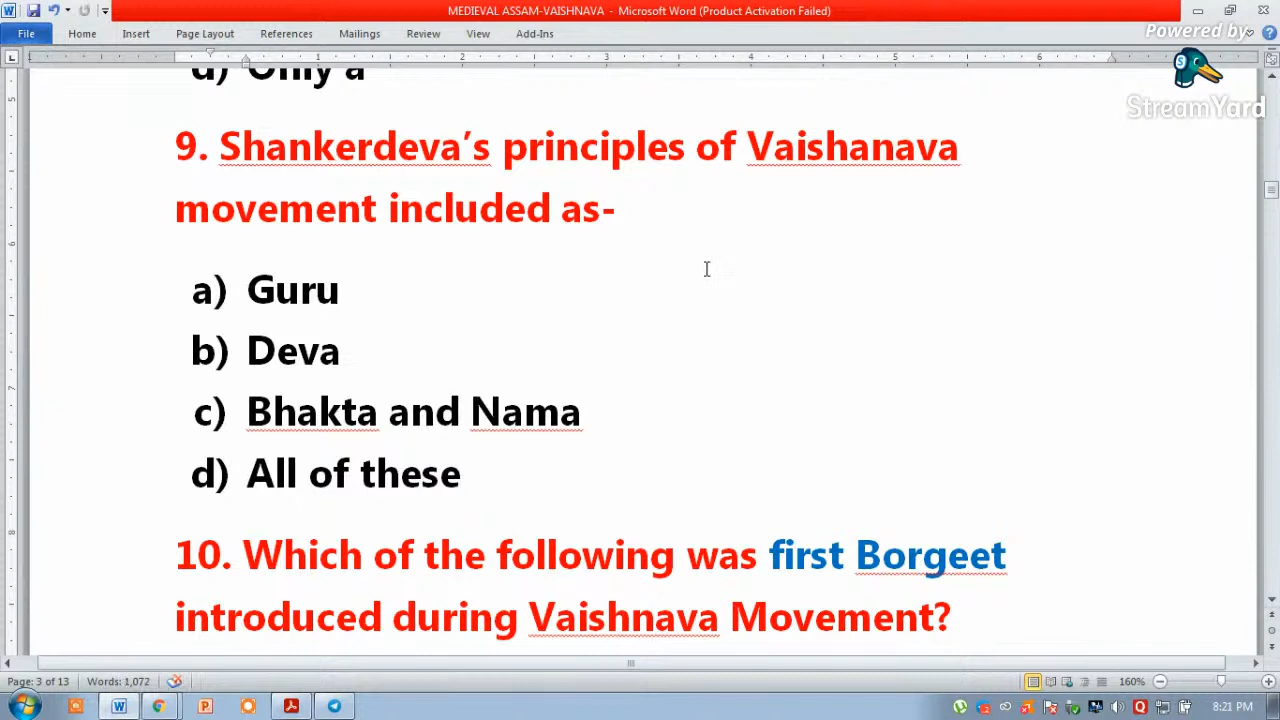 MEDIEVAL ASSAM-VAISHNAVA - Microsoft Word (Product Activation Failed)
File Home Insert Page Layout References Mailings Review View Add-Ins
Powered by
StreamYard
d) Only a
9. Shankerdeva’s principles of Vaishanava
movement included as-
a) Guru
b) Deva
c) Bhakta and Nama
d) All of these
10. Which of the following was first Borgeet
introduced during Vaishnava Movement?
Page: 3 of 13 Words: 1,072 160%
8:21 PM